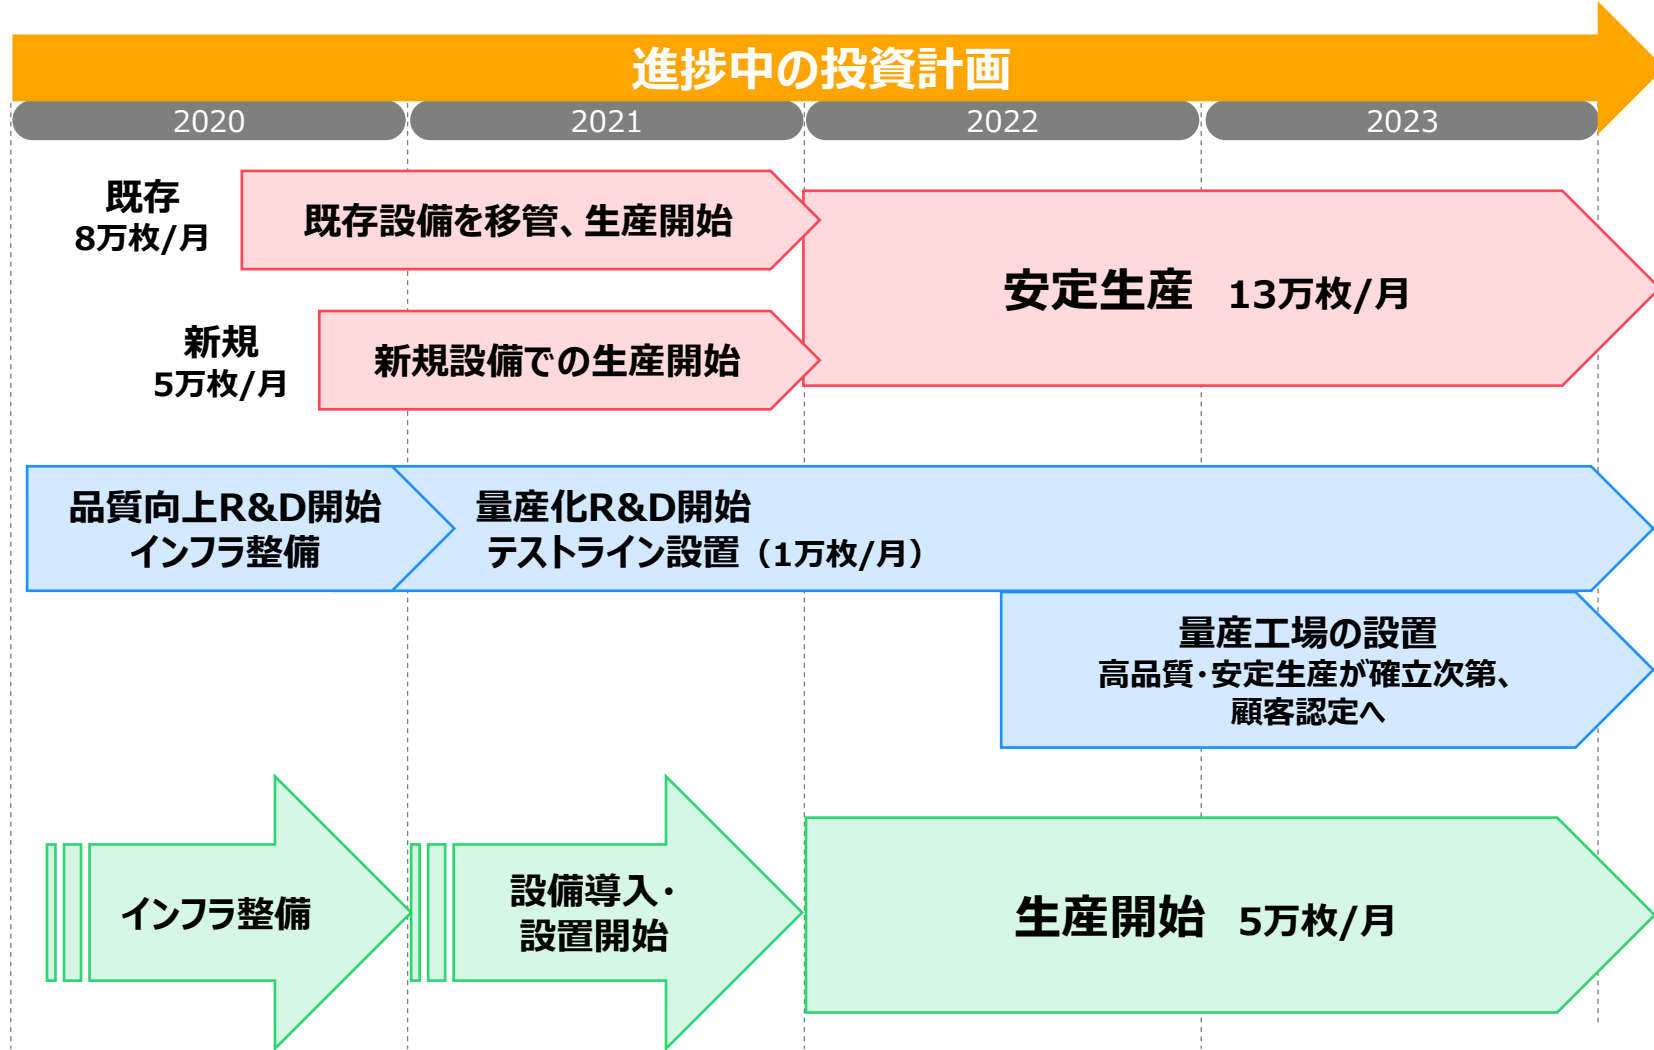 進捗中の投資計画
2020
2021
2022
2023
既存
8万枚/月
既存設備を移管、生産開始
新規
5万枚/月
新規設備での生産開始
安定生産 13万枚/月
品質向上R&D開始
インフラ整備
量産化R&D開始
テストライン設置（1万枚/月）
量産工場の設置
高品質・安定生産が確立次第、
顧客認定へ
インフラ整備
設備導入・
設置開始
生産開始 5万枚/月